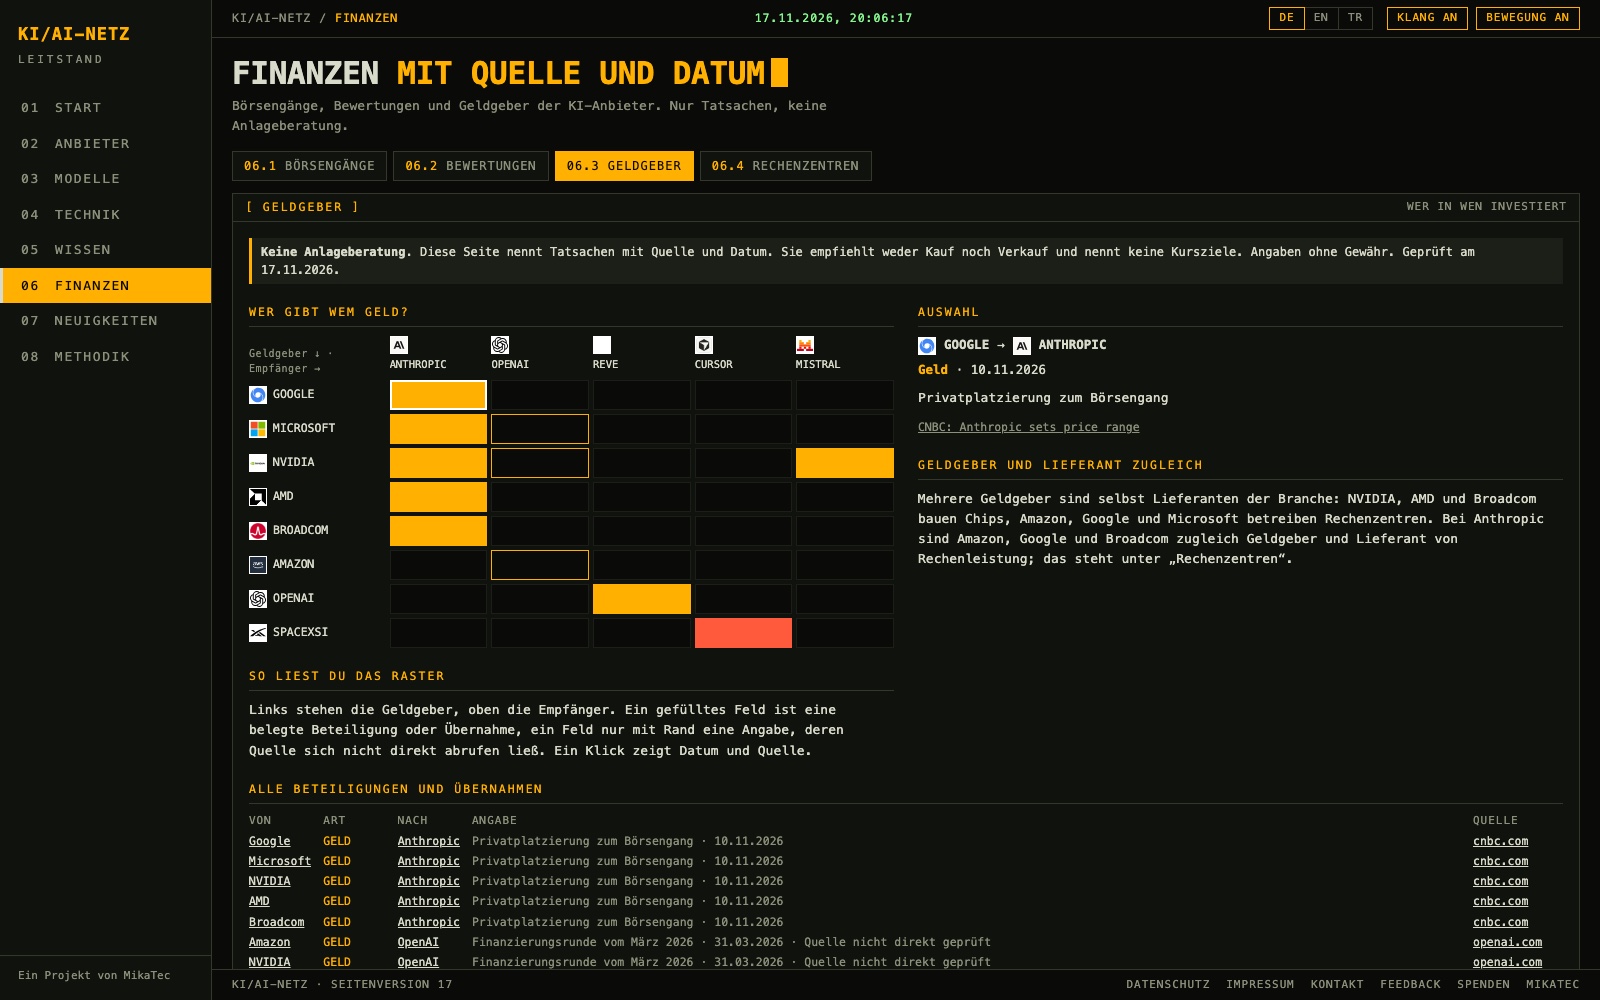 KI/AI-NETZ
LEITSTAND
01 START
02 ANBIETER
03 MODELLE
04 TECHNIK
05 WISSEN
06 FINANZEN
07 NEUIGKEITEN
08 METHODIK
Ein Projekt von MikaTec
KI/AI-NETZ / FINANZEN
17.11.2026, 20:06:17
DE EN TR KLANG AN BEWEGUNG AN
FINANZEN MIT QUELLE UND DATUM
Börsengänge, Bewertungen und Geldgeber der KI-Anbieter. Nur Tatsachen, keine
Anlageberatung.
06.1 BÖRSENGÄNGE 06.2 BEWERTUNGEN 06.3 GELDGEBER 06.4 RECHENZENTREN
[ GELDGEBER ]
WER IN WEN INVESTIERT
Keine Anlageberatung. Diese Seite nennt Tatsachen mit Quelle und Datum. Sie empfiehlt weder Kauf noch Verkauf und nennt keine Kursziele. Angaben ohne Gewähr. Geprüft am
17.11.2026.
WER GIBT WEM GELD?
Geldgeber ↓ ·
Empfänger →
ANTHROPIC OPENAI REVE CURSOR MISTRAL
GOOGLE
MICROSOFT
NVIDIA
AMD
BROADCOM
AMAZON
OPENAI
SPACEXSI
AUSWAHL
GOOGLE → ANTHROPIC
Geld · 10.11.2026
Privatplatzierung zum Börsengang
CNBC: Anthropic sets price range
GELDGEBER UND LIEFERANT ZUGLEICH
Mehrere Geldgeber sind selbst Lieferanten der Branche: NVIDIA, AMD und Broadcom
bauen Chips, Amazon, Google und Microsoft betreiben Rechenzentren. Bei Anthropic
sind Amazon, Google und Broadcom zugleich Geldgeber und Lieferant von
Rechenleistung; das steht unter „Rechenzentren“.
SO LIEST DU DAS RASTER
Links stehen die Geldgeber, oben die Empfänger. Ein gefülltes Feld ist eine
belegte Beteiligung oder Übernahme, ein Feld nur mit Rand eine Angabe, deren
Quelle sich nicht direkt abrufen ließ. Ein Klick zeigt Datum und Quelle.
ALLE BETEILIGUNGEN UND ÜBERNAHMEN
VON ART NACH ANGABE QUELLE
Google GELD Anthropic Privatplatzierung zum Börsengang · 10.11.2026 cnbc.com
Microsoft GELD Anthropic Privatplatzierung zum Börsengang · 10.11.2026 cnbc.com
NVIDIA GELD Anthropic Privatplatzierung zum Börsengang · 10.11.2026 cnbc.com
AMD GELD Anthropic Privatplatzierung zum Börsengang · 10.11.2026 cnbc.com
Broadcom GELD Anthropic Privatplatzierung zum Börsengang · 10.11.2026 cnbc.com
Amazon GELD OpenAI Finanzierungsrunde vom März 2026 · 31.03.2026 · Quelle nicht direkt geprüft openai.com
NVIDIA GELD OpenAI Finanzierungsrunde vom März 2026 · 31.03.2026 · Quelle nicht direkt geprüft openai.com
KI/AI-NETZ · SEITENVERSION 17
DATENSCHUTZ IMPRESSUM KONTAKT FEEDBACK SPENDEN MIKATEC